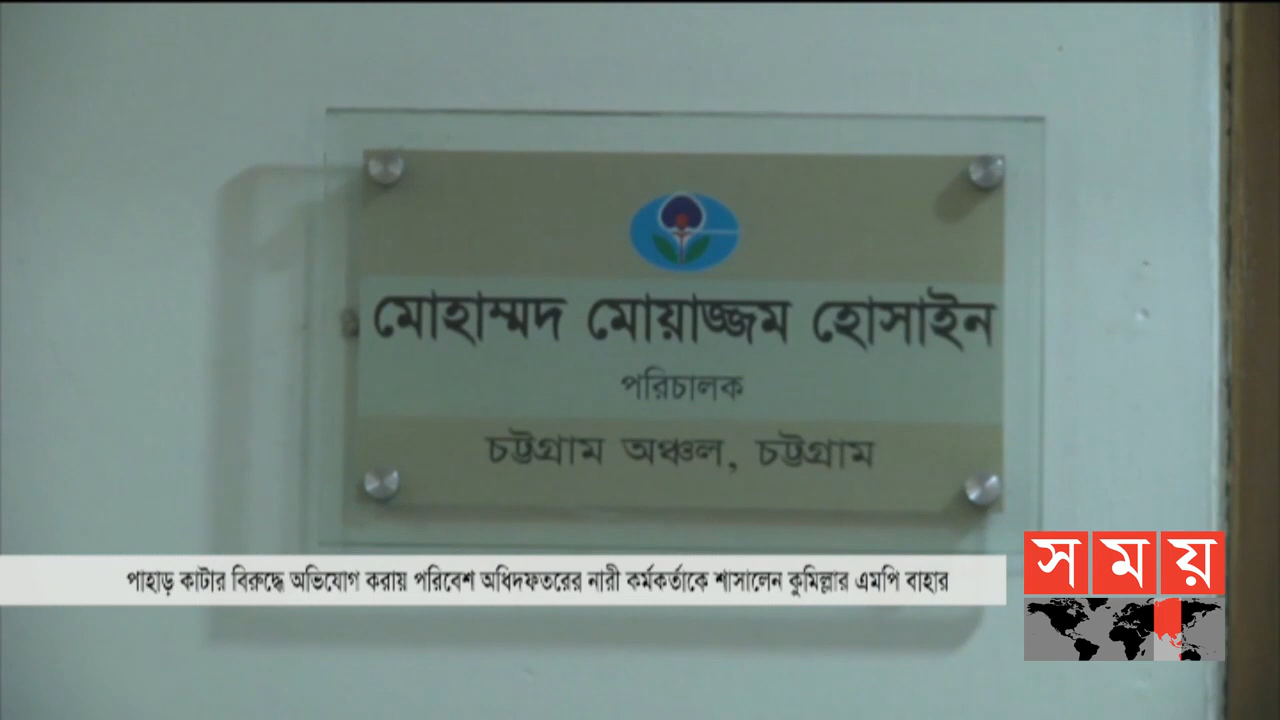 মোহাম্মদ মোয়াজ্জম হোসাইন
পরিচালক
চট্টগ্রাম অঞ্চল, চট্টগ্রাম
পাহাড় কাটার বিরুদ্ধে অভিযোগ করায় পরিবেশ অধিদফতরের নারী কর্মকর্তাকে শাসালেন কুমিল্লার এমপি বাহার
সময়